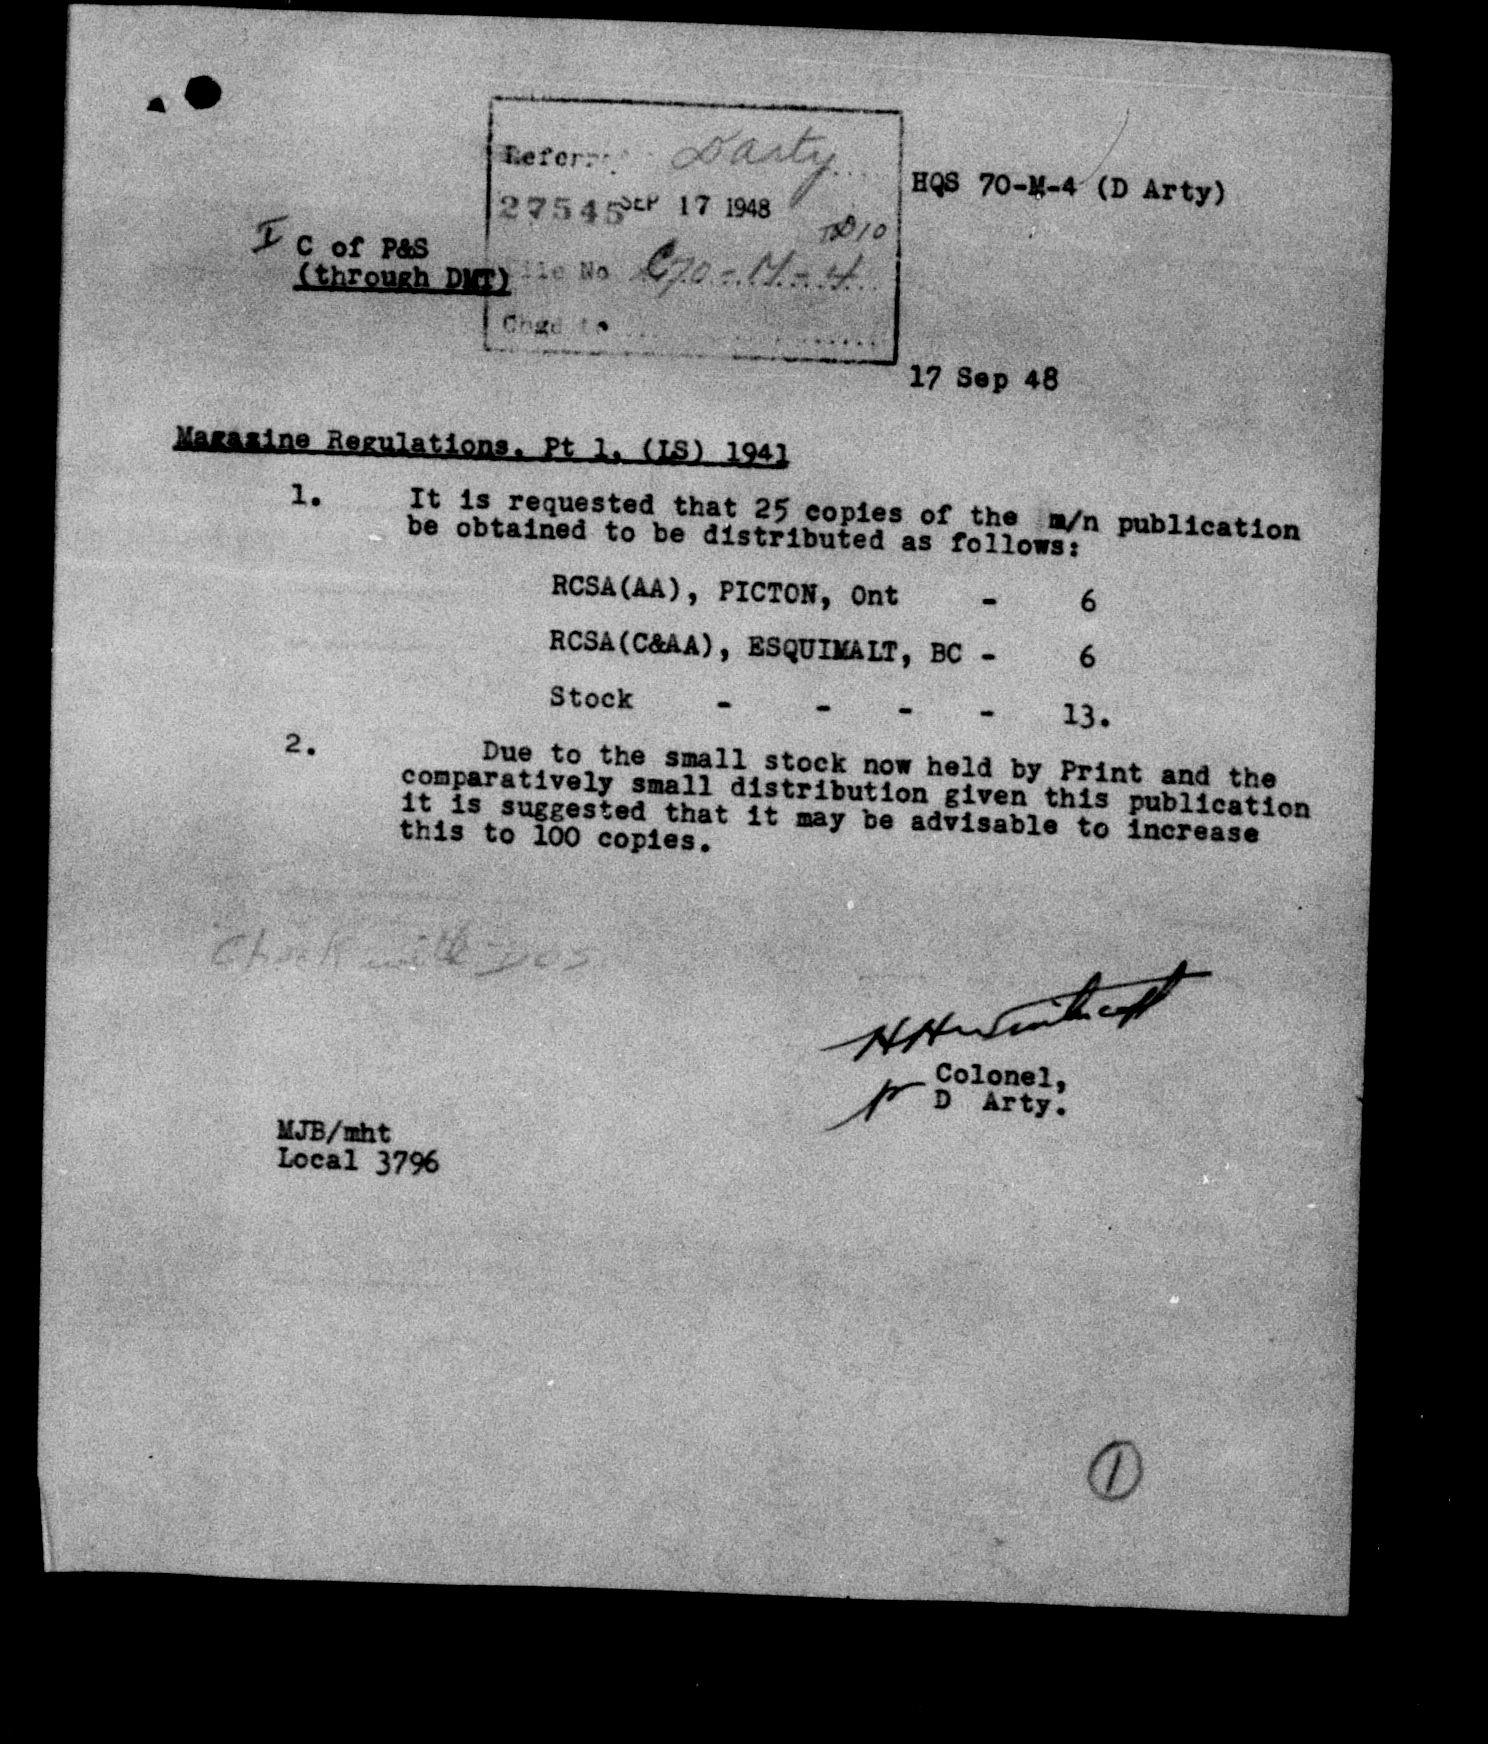 D Arty
HQS 70-M-4 (D Arty)
27545 SEP 17 1948
I C of P&S
(through DMT)
File No C70-M-4
Chgd to
17 Sep 48
Magazine Regulations, Pt 1, (LS) 1941
1. It is requested that 25 copies of the m/n publication
be obtained to be distributed as follows:
RCSA(AA), PICTON, Ont - 6
RCSA(C&AA), ESQUIMALT, BC - 6
Stock - - - - 13.
2. Due to the small stock now held by Print and the
comparatively small distribution given this publication
it is suggested that it may be advisable to increase
this to 100 copies.
Check with DOS
Colonel,
D Arty.
MJB/mht
Local 3796
1